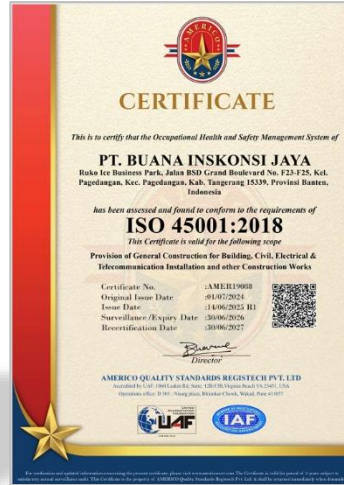 AMERICO
CERTIFICATE
This is to certify that the Occupational Health and Safety Management System of
PT. BUANA INSKONSI JAYA
Ruko Ice Business Park, Jalan BSD Grand Boulevard No. F23-F25, Kel.
Pagedangan, Kec. Pagedangan, Kab. Tangerang 15339, Provinsi Banten,
Indonesia
has been assessed and found to conform to the requirements of
ISO 45001:2018
This Certificate is valid for the following scope
Provision of General Construction for Building, Civil, Electrical &
Telecommunication Installation and other Construction Works
Certificate No. :AMER19088
Original Issue Date :01/07/2024
Issue Date :14/06/2025 R1
Surveillance/Expiry Date :30/06/2026
Recertification Date :30/06/2027
Director
AMERICO QUALITY STANDARDS REGISTECH PVT. LTD
UAF
IAF